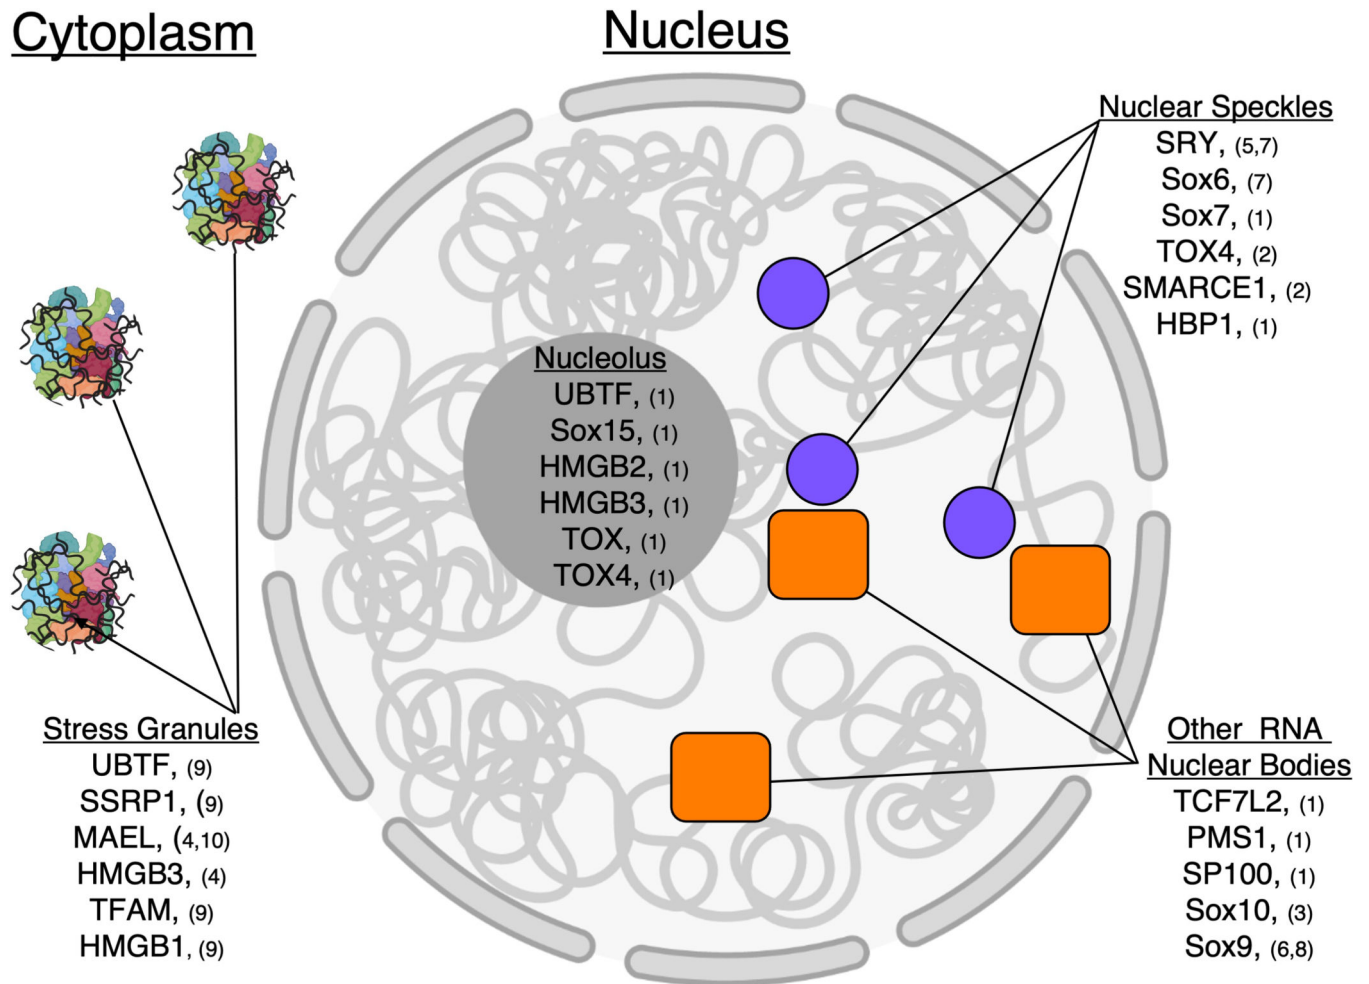 Cytoplasm
Nucleus
Nuclear Speckles
SRY, (5,7)
Sox6, (7)
Sox7, (1)
TOX4, (2)
SMARCE1, (2)
HBP1, (1)
Nucleolus
UBTF, (1)
Sox15, (1)
HMGB2, (1)
HMGB3, (1)
TOX, (1)
TOX4, (1)
Stress Granules
UBTF, (9)
SSRP1, (9)
MAEL, (4,10)
HMGB3, (4)
TFAM, (9)
HMGB1, (9)
Other RNA
Nuclear Bodies
TCF7L2, (1)
PMS1, (1)
SP100, (1)
Sox10, (3)
Sox9, (6,8)